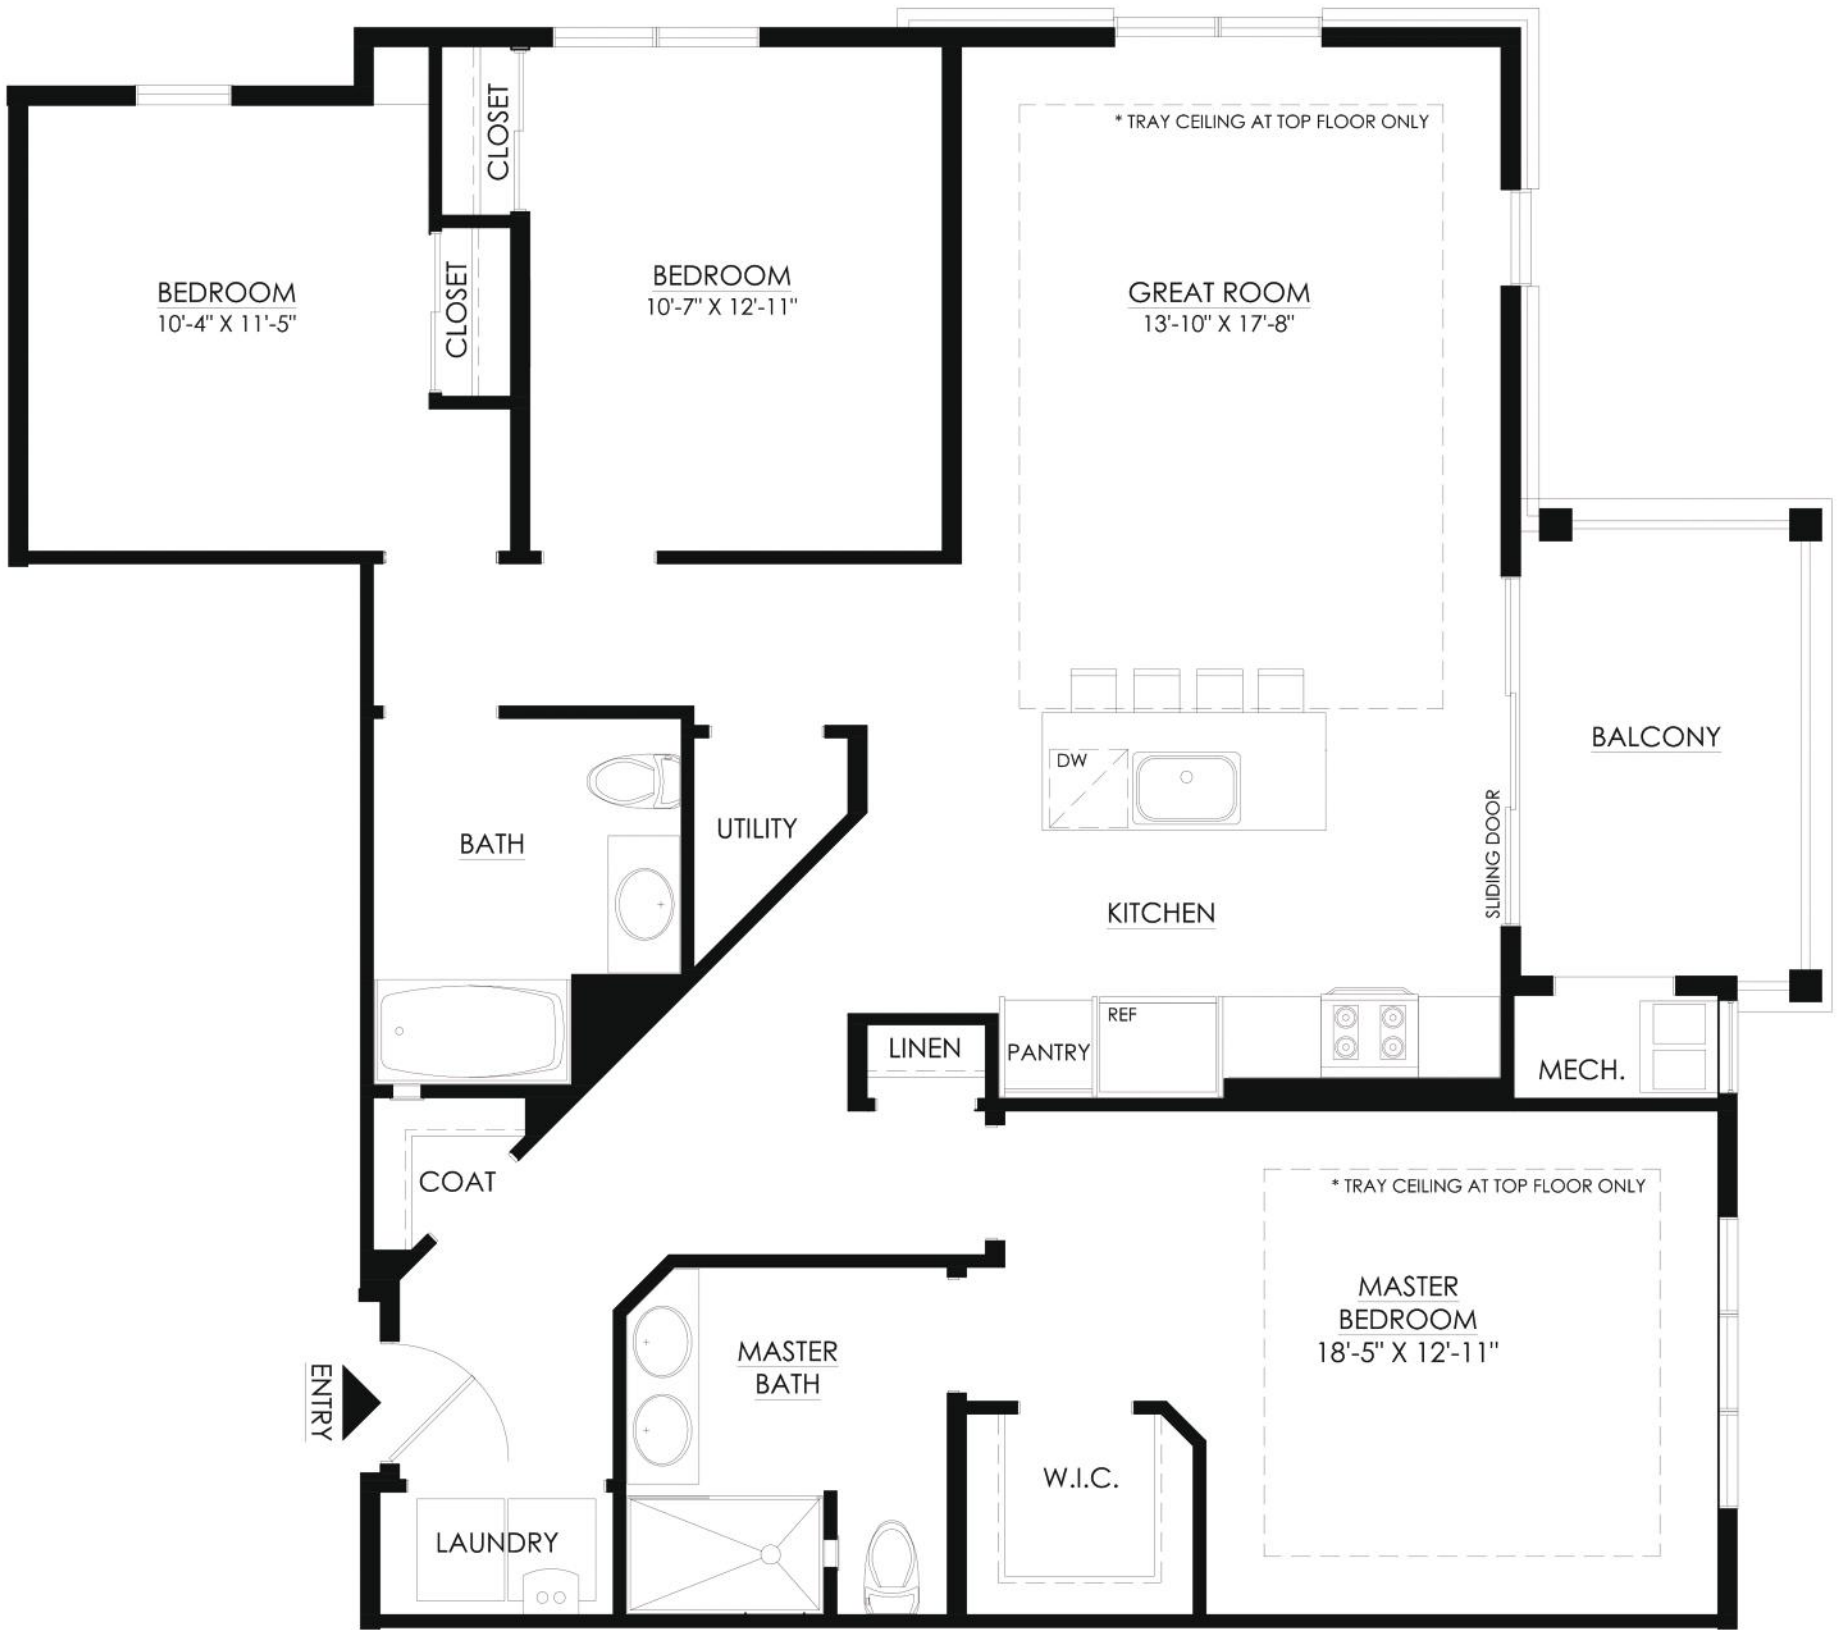 CLOSET
* TRAY CEILING AT TOP FLOOR ONLY
BEDROOM
10'-4" X 11'-5"
CLOSET
BEDROOM
10'-7" X 12'-11"
GREAT ROOM
13'-10" X 17'-8"
BALCONY
DW
SLIDING DOOR
UTILITY
BATH
KITCHEN
REF
LINEN
PANTRY
MECH.
COAT
* TRAY CEILING AT TOP FLOOR ONLY
MASTER
BEDROOM
18'-5" X 12'-11"
MASTER
BATH
ENTRY
W.I.C.
LAUNDRY